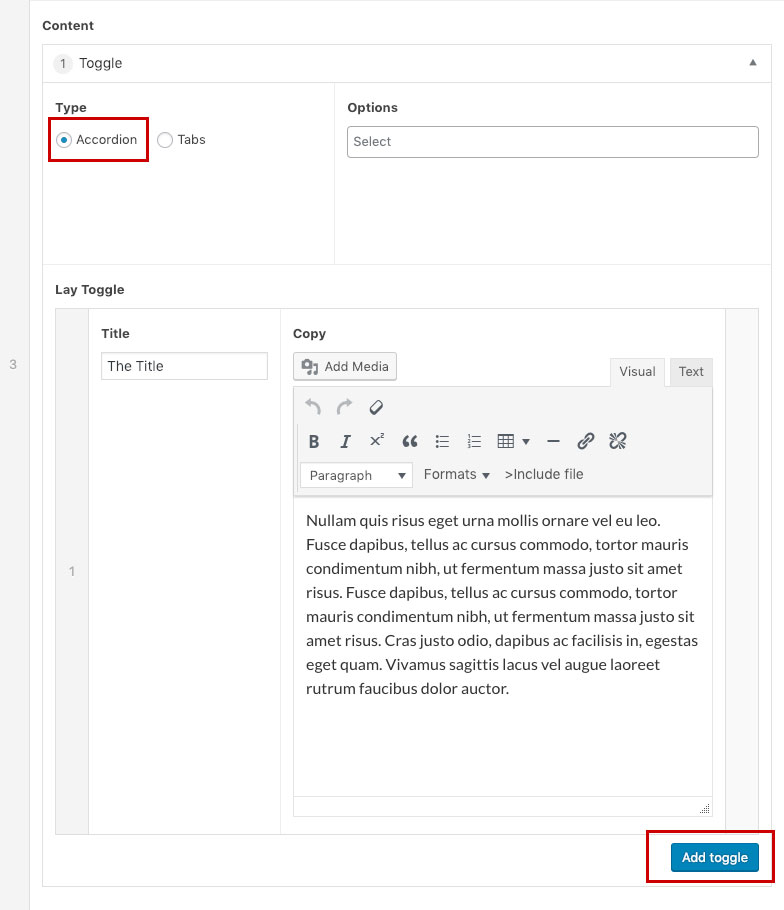 Content
1 Toggle
Type
Options
Accordion Tabs
Select
Lay Toggle
3
1
Title
The Title
Copy
Add Media
Visual Text
B I x²
Paragraph Formats >Include file
Nullam quis risus eget urna mollis ornare vel eu leo.
Fusce dapibus, tellus ac cursus commodo, tortor mauris
condimentum nibh, ut fermentum massa justo sit amet
risus. Fusce dapibus, tellus ac cursus commodo, tortor
mauris condimentum nibh, ut fermentum massa justo sit
amet risus. Cras justo odio, dapibus ac facilisis in, egestas
eget quam. Vivamus sagittis lacus vel augue laoreet
rutrum faucibus dolor auctor.
Add toggle